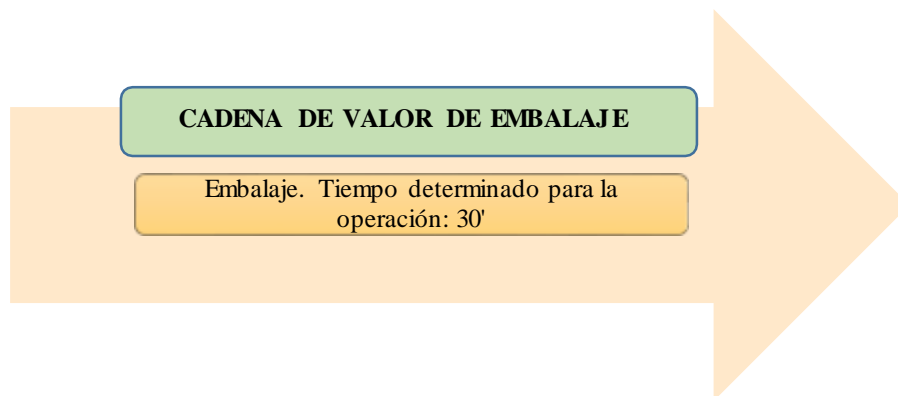 CADENA DE VALOR DE EMBALAJE
Embalaje. Tiempo determinado para la
operación: 30'